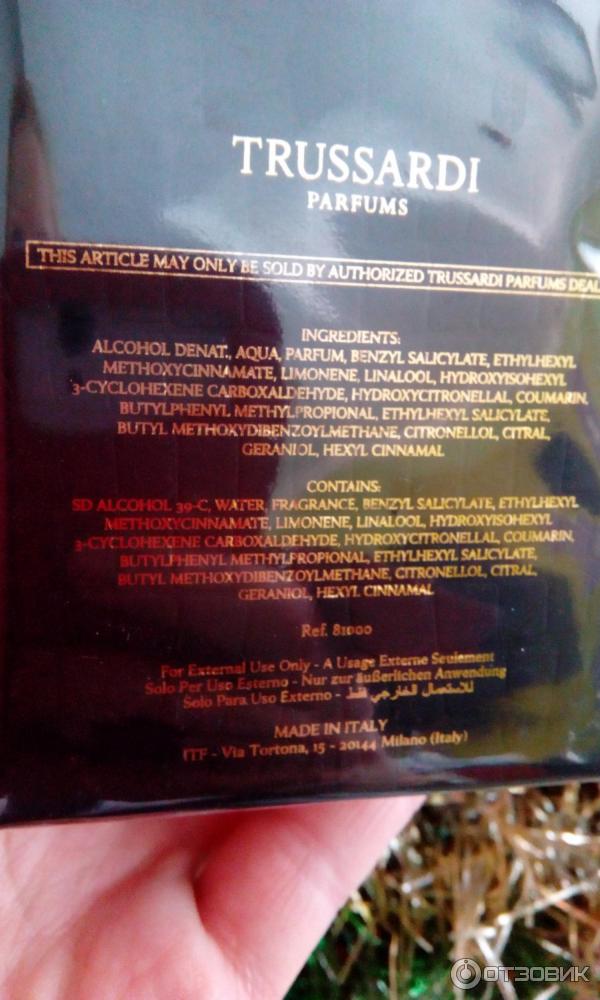 TRUSSARDI
PARFUMS
THIS ARTICLE MAY ONLY BE SOLD BY AUTHORIZED TRUSSARDI PARFUMS DEAL
INGREDIENTS:
ALCOHOL DENAT., AQUA, PARFUM, BENZYL SALICYLATE, ETHYLHEXYL
METHOXYCINNAMATE, LIMONENE, LINALOOL, HYDROXYISOHEXYL
3-CYCLOHEXENE CARBOXALDEHYDE, HYDROXYCITRONELLAL, COUMARIN,
BUTYLPHENYL METHYLPROPIONAL, ETHYLHEXYL SALICYLATE,
BUTYL METHOXYDIBENZOYLMETHANE, CITRONELLOL, CITRAL,
GERANIOL, HEXYL CINNAMAL
CONTAINS:
SD ALCOHOL 39-C, WATER, FRAGRANCE, BENZYL SALICYLATE, ETHYLHEXYL
METHOXYCINNAMATE, LIMONENE, LINALOOL, HYDROXYISOHEXYL
3-CYCLOHEXENE CARBOXALDEHYDE, HYDROXYCITRONELLAL, COUMARIN,
BUTYLPHENYL METHYLPROPIONAL, ETHYLHEXYL SALICYLATE,
BUTYL METHOXYDIBENZOYLMETHANE, CITRONELLOL, CITRAL,
GERANIOL, HEXYL CINNAMAL
Ref. 81000
For External Use Only - A Usage Externe Seulement
Solo Per Uso Esterno - Nur zur äußerlichen Anwendung
Solo Para Uso Externo - للاستعمال الخارجي فقط
MADE IN ITALY
ITF - Via Tortona, 15 - 20144 Milano (Italy)
ОТЗОВИК